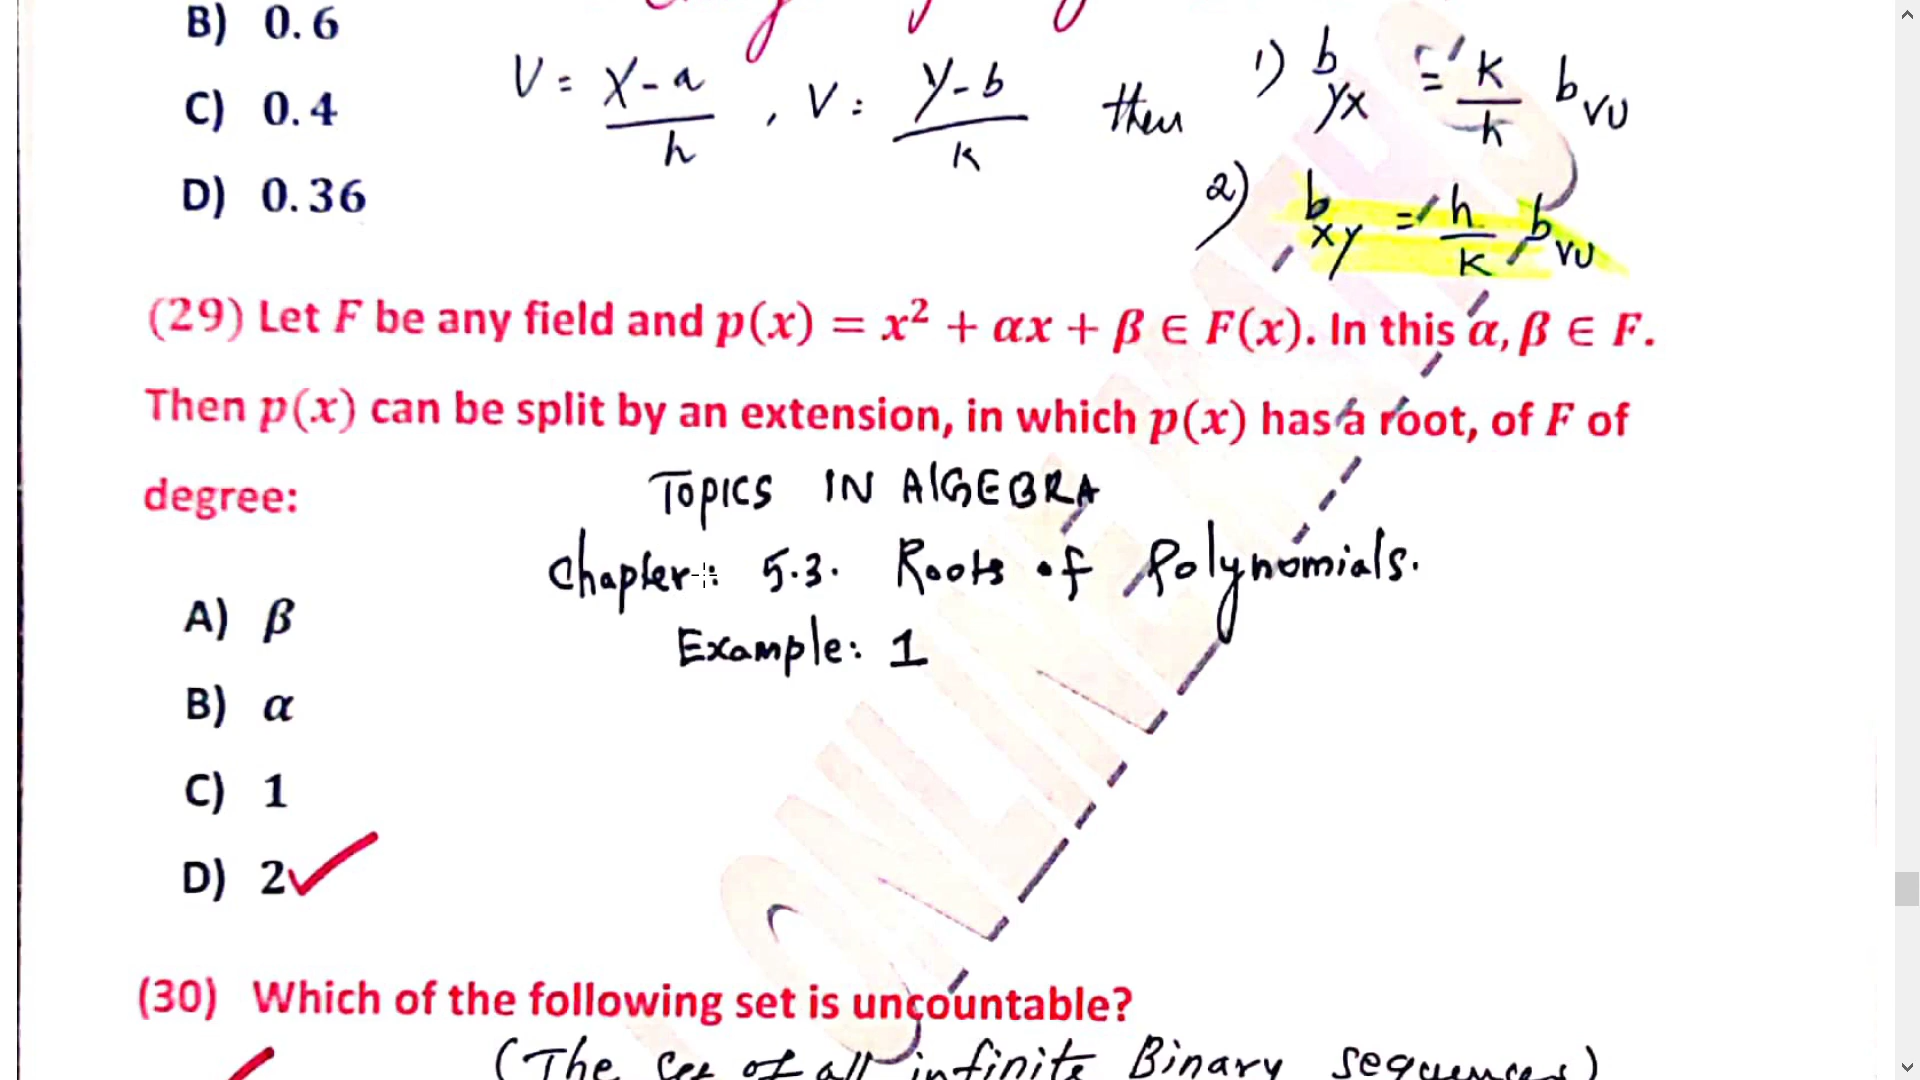 B) 0.6
C) 0.4
D) 0.36
V = X-a/h , V = Y-b/k then 1) b_yx = k/h b_vu
2) b_xy = h/k b_vu
(29) Let F be any field and p(x) = x² + αx + β ∈ F(x). In this α, β ∈ F.
Then p(x) can be split by an extension, in which p(x) has a root, of F of
degree:
TOPICS IN AlGEBRA
Chapter: 5.3. Roots of Polynomials.
Example: 1
A) β
B) α
C) 1
D) 2
(30) Which of the following set is uncountable?
(The set of all infinite Binary sequences)